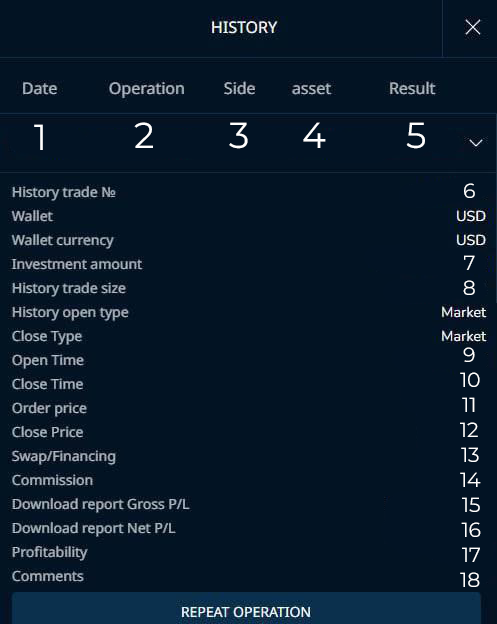 HISTORY
Date Operation Side asset Result
1 2 3 4 5
History trade № 6
Wallet USD
Wallet currency USD
Investment amount 7
History trade size 8
History open type Market
Close Type Market
Open Time 9
Close Time 10
Order price 11
Close Price 12
Swap/Financing 13
Commission 14
Download report Gross P/L 15
Download report Net P/L 16
Profitability 17
Comments 18
REPEAT OPERATION